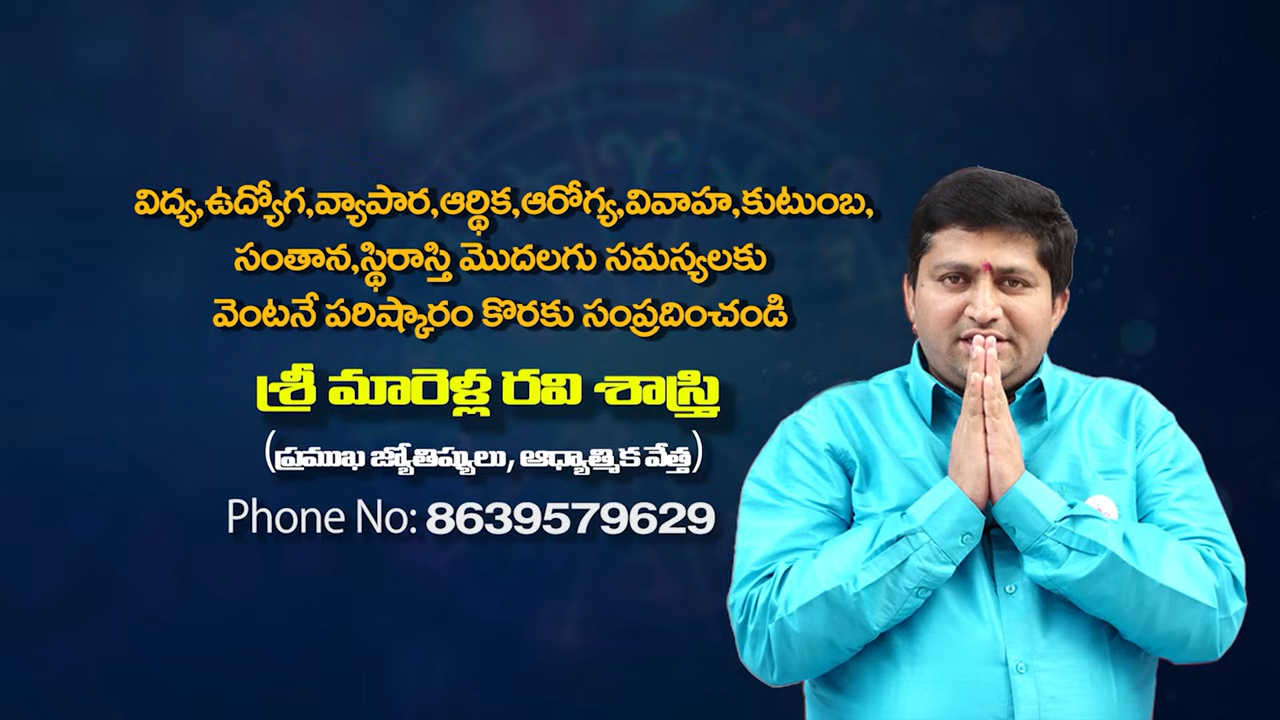 విద్య,ఉద్యోగ,వ్యాపార,ఆర్థిక,ఆరోగ్య,వివాహ,కుటుంబ,
సంతాన,స్థిరాస్తి మొదలగు సమస్యలకు
వెంటనే పరిష్కారం కొరకు సంప్రదించండి
శ్రీ మారెళ్ల రవి శాస్త్రి
(ప్రముఖ జ్యోతిష్యులు, ఆధ్యాత్మిక వేత్త)
Phone No: 8639579629